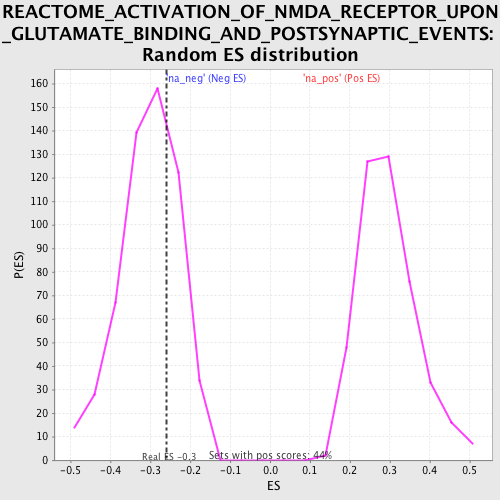 REACTOME_ACTIVATION_OF_NMDA_RECEPTOR_UPON
_GLUTAMATE_BINDING_AND_POSTSYNAPTIC_EVENTS:
Random ES distribution
'na_neg' (Neg ES)
'na_pos' (Pos ES)
160
150
140
130
120
110
100
90
80
70
60
50
40
30
20
10
0
P(ES)
Real ES -0.3
Sets with pos scores: 44%
-0.5 -0.4 -0.3 -0.2 -0.1 0.0 0.1 0.2 0.3 0.4 0.5
ES